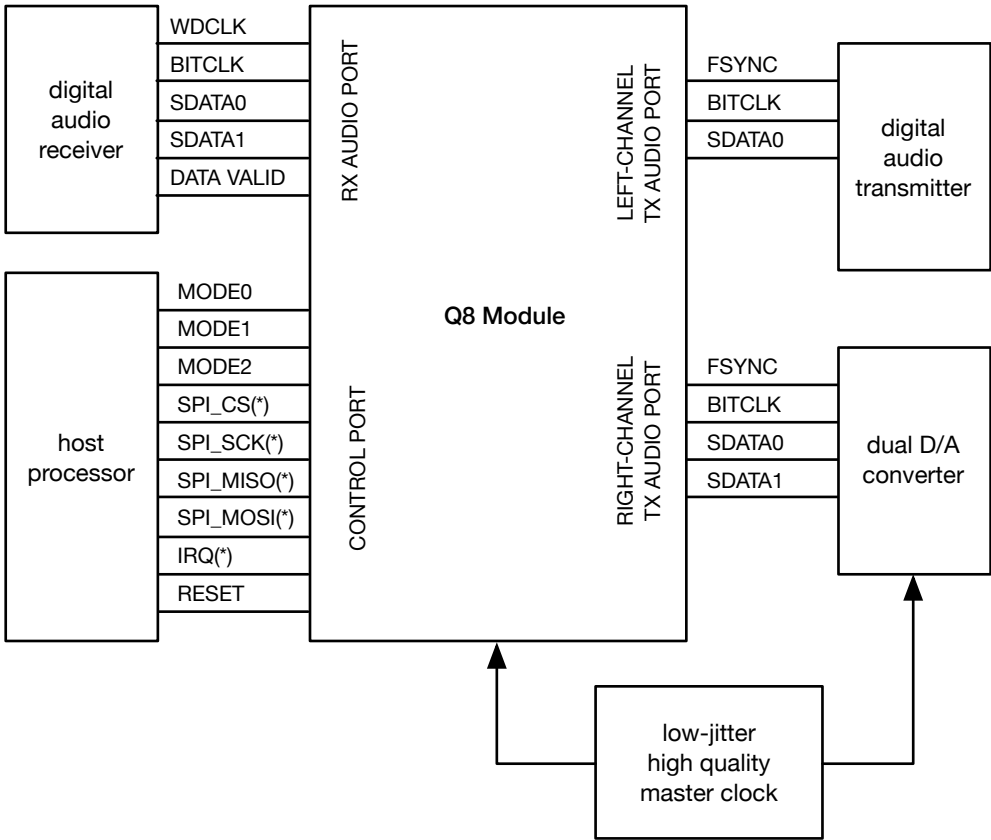 digital
audio
receiver
WDCLK
BITCLK
SDATA0
SDATA1
DATA VALID
RX AUDIO PORT
host
processor
MODE0
MODE1
MODE2
SPI_CS(*)
SPI_SCK(*)
SPI_MISO(*)
SPI_MOSI(*)
IRQ(*)
RESET
CONTROL PORT
Q8 Module
LEFT-CHANNEL
TX AUDIO PORT
FSYNC
BITCLK
SDATA0
digital
audio
transmitter
RIGHT-CHANNEL
TX AUDIO PORT
FSYNC
BITCLK
SDATA0
SDATA1
dual D/A
converter
low-jitter
high quality
master clock